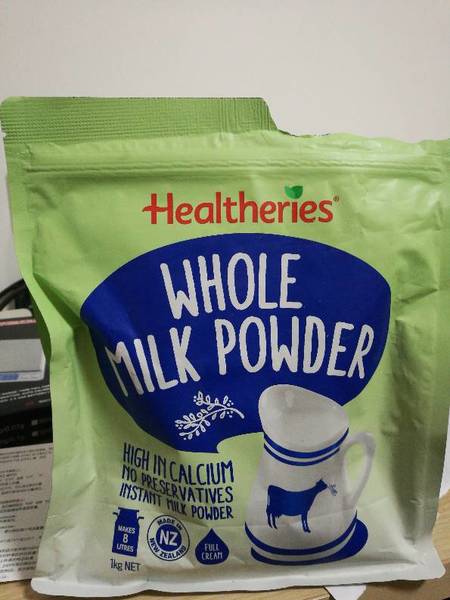 Healtheries®
WHOLE
MILK POWDER
HIGH IN CALCIUM
NO PRESERVATIVES
INSTANT MILK POWDER
MAKES
8
LITRES
MADE IN
NZ
NEW ZEALAND
FULL
CREAM
1kg NET